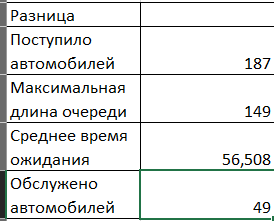 Разница
Поступило
автомобилей 187
Максимальная
длина очереди 149
Среднее время
ожидания 56,508
Обслужено
автомобилей 49